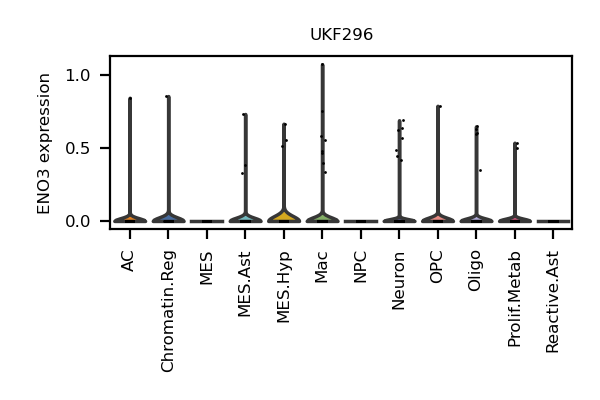 UKF296
ENO3 expression
1.0
0.5
0.0
AC
Chromatin.Reg
MES
MES.Ast
MES.Hyp
Mac
NPC
Neuron
OPC
Oligo
Prolif.Metab
Reactive.Ast